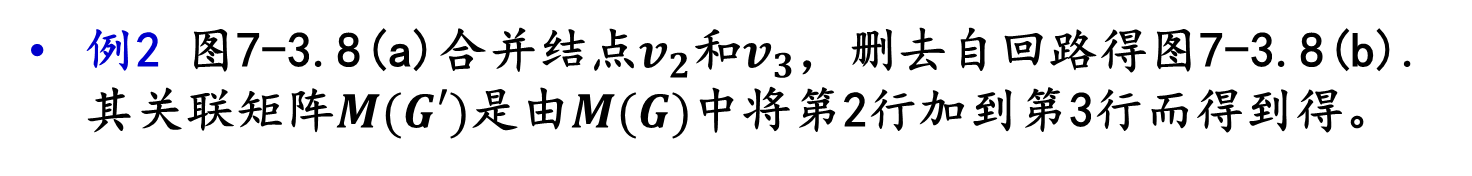 • 例2 图7-3.8(a)合并结点v₂和v₃，删去自回路得图7-3.8(b).
其关联矩阵M(G′)是由M(G)中将第2行加到第3行而得到得。